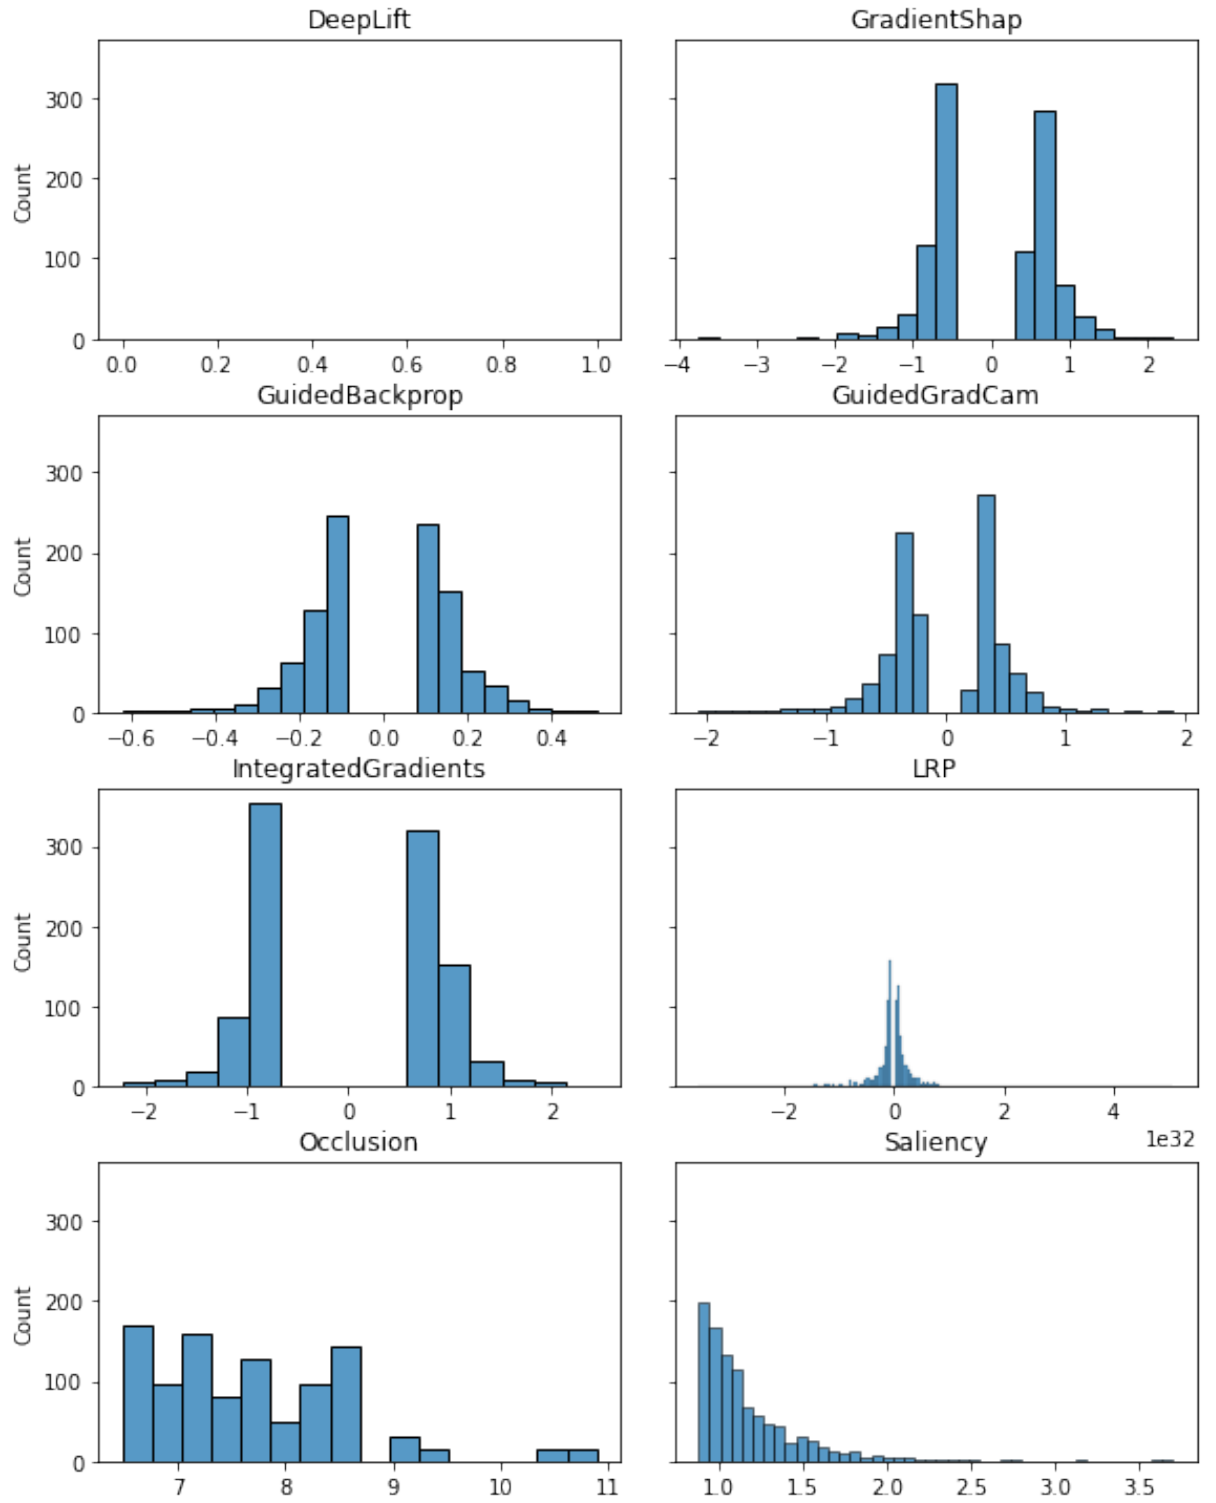 DeepLift
GradientShap
Count
300
200
100
0
0.0 0.2 0.4 0.6 0.8 1.0
−4 −3 −2 −1 0 1 2
GuidedBackprop
GuidedGradCam
Count
300
200
100
0
−0.6 −0.4 −0.2 0.0 0.2 0.4
−2 −1 0 1 2
IntegratedGradients
LRP
Count
300
200
100
0
−2 −1 0 1 2
−2 0 2 4
1e32
Occlusion
Saliency
Count
300
200
100
0
7 8 9 10 11
1.0 1.5 2.0 2.5 3.0 3.5